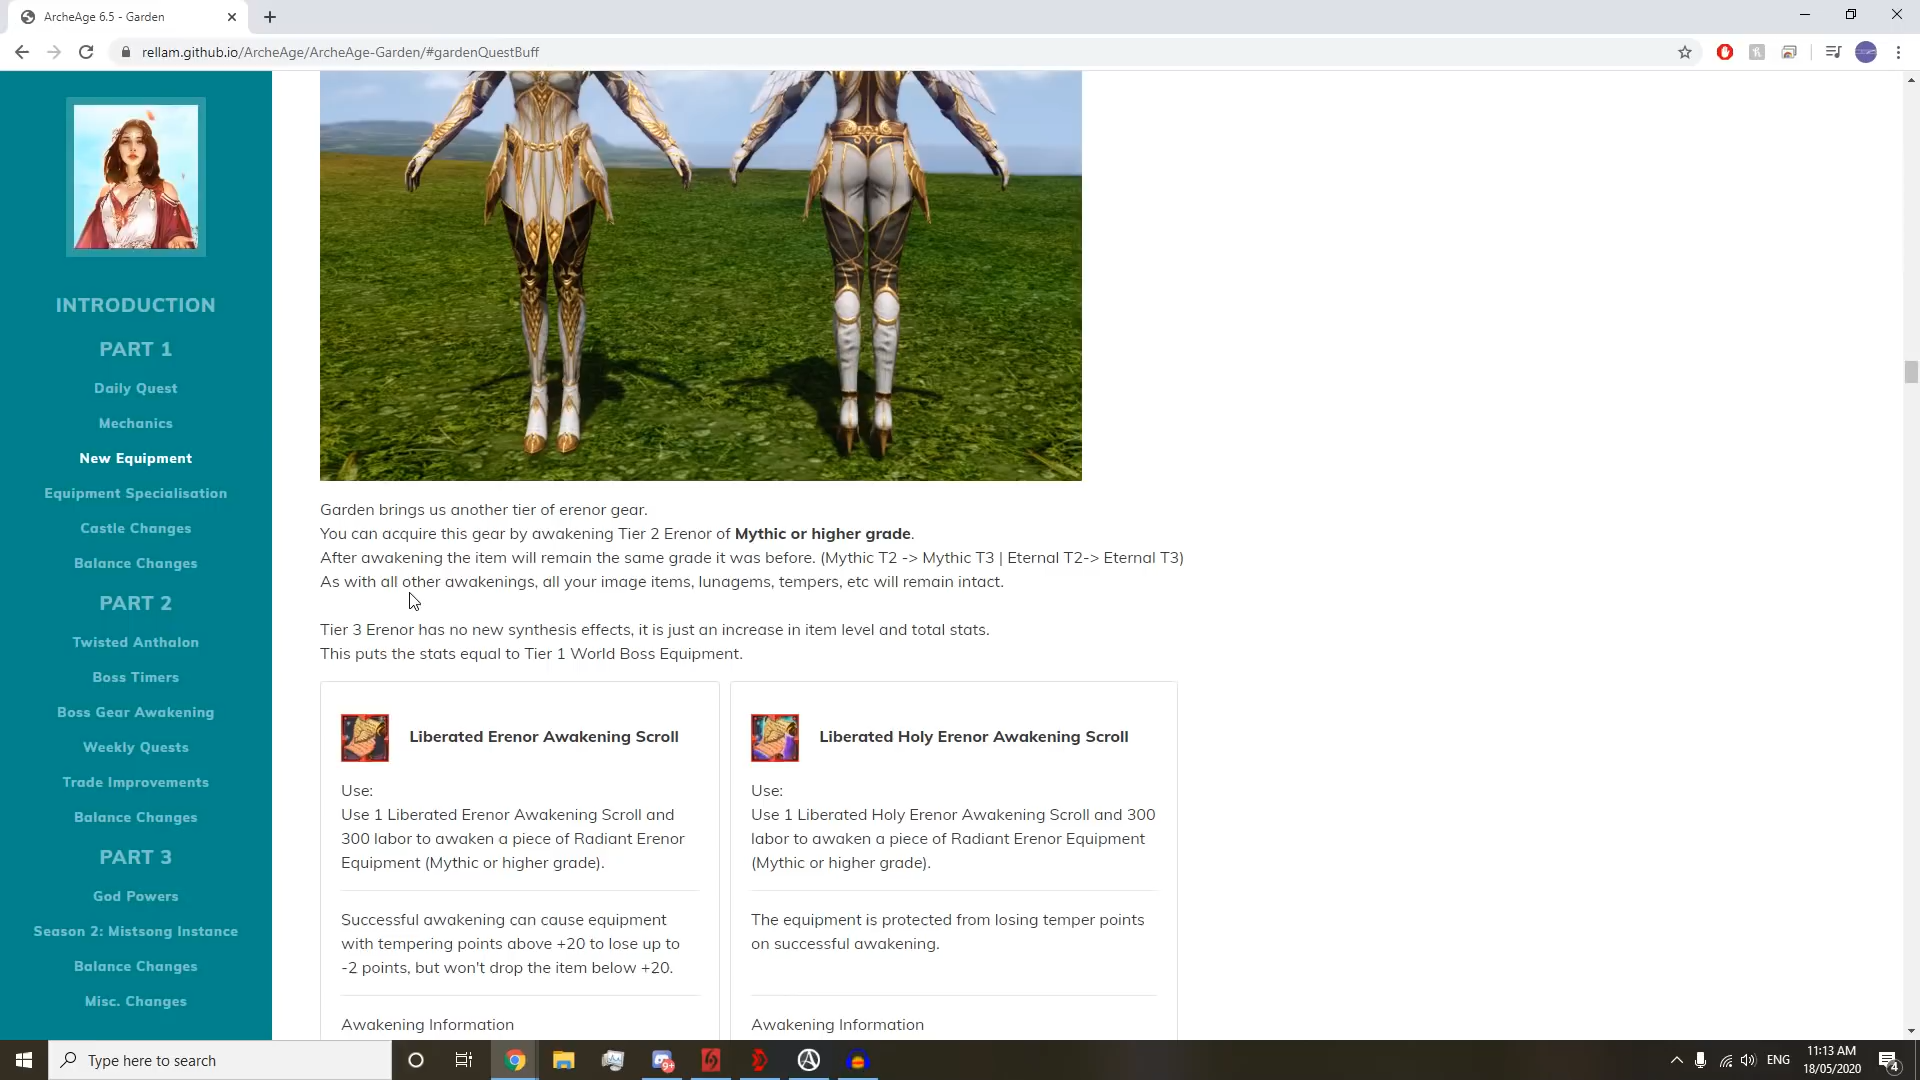 ArcheAge 6.5 - Garden
rellam.github.io/ArcheAge/ArcheAge-Garden/#gardenQuestBuff
INTRODUCTION
PART 1
Daily Quest
Mechanics
New Equipment
Equipment Specialisation
Castle Changes
Balance Changes
PART 2
Twisted Anthalon
Boss Timers
Boss Gear Awakening
Weekly Quests
Trade Improvements
Balance Changes
PART 3
God Powers
Season 2: Mistsong Instance
Balance Changes
Misc. Changes
Garden brings us another tier of erenor gear.
You can acquire this gear by awakening Tier 2 Erenor of Mythic or higher grade.
After awakening the item will remain the same grade it was before. (Mythic T2 -> Mythic T3 | Eternal T2-> Eternal T3)
As with all other awakenings, all your image items, lunagems, tempers, etc will remain intact.
Tier 3 Erenor has no new synthesis effects, it is just an increase in item level and total stats.
This puts the stats equal to Tier 1 World Boss Equipment.
Liberated Erenor Awakening Scroll
Use:
Use 1 Liberated Erenor Awakening Scroll and
300 labor to awaken a piece of Radiant Erenor
Equipment (Mythic or higher grade).
Successful awakening can cause equipment
with tempering points above +20 to lose up to
-2 points, but won't drop the item below +20.
Awakening Information
Liberated Holy Erenor Awakening Scroll
Use:
Use 1 Liberated Holy Erenor Awakening Scroll and 300
labor to awaken a piece of Radiant Erenor Equipment
(Mythic or higher grade).
The equipment is protected from losing temper points
on successful awakening.
Awakening Information
Type here to search
ENG
11:13 AM
18/05/2020
4